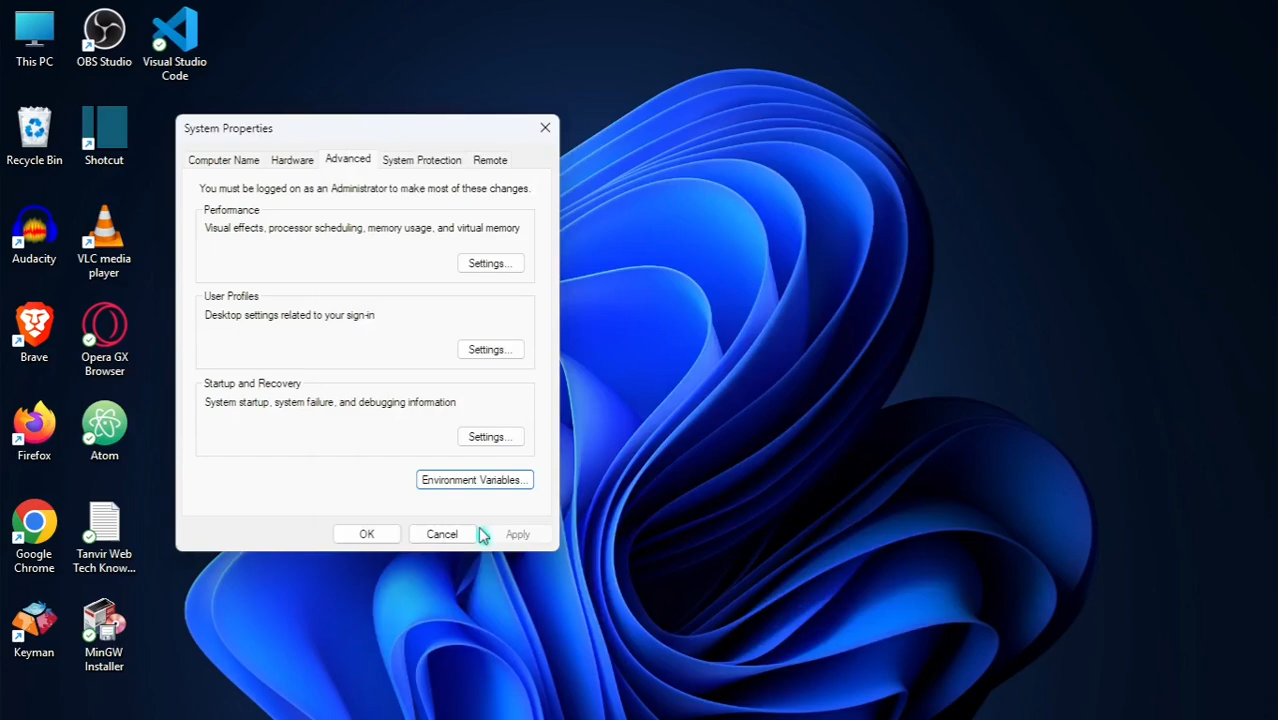 This PC
OBS Studio
Visual Studio
Code
Recycle Bin
Shotcut
Audacity
VLC media
player
Brave
Opera GX
Browser
Firefox
Atom
Google
Chrome
Tanvir Web
Tech Know...
Keyman
MinGW
Installer
System Properties
Computer Name
Hardware
Advanced
System Protection
Remote
You must be logged on as an Administrator to make most of these changes.
Performance
Visual effects, processor scheduling, memory usage, and virtual memory
Settings...
User Profiles
Desktop settings related to your sign-in
Settings...
Startup and Recovery
System startup, system failure, and debugging information
Settings...
Environment Variables...
OK
Cancel
Apply